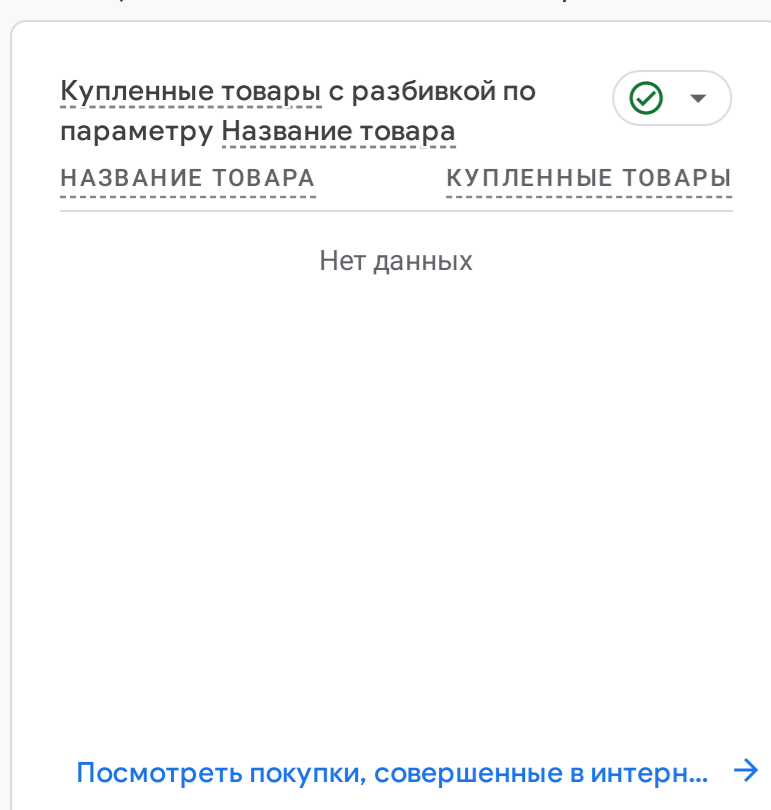 Купленные товары с разбивкой по
параметру Название товара
НАЗВАНИЕ ТОВАРА КУПЛЕННЫЕ ТОВАРЫ
Нет данных
Посмотреть покупки, совершенные в интерн...